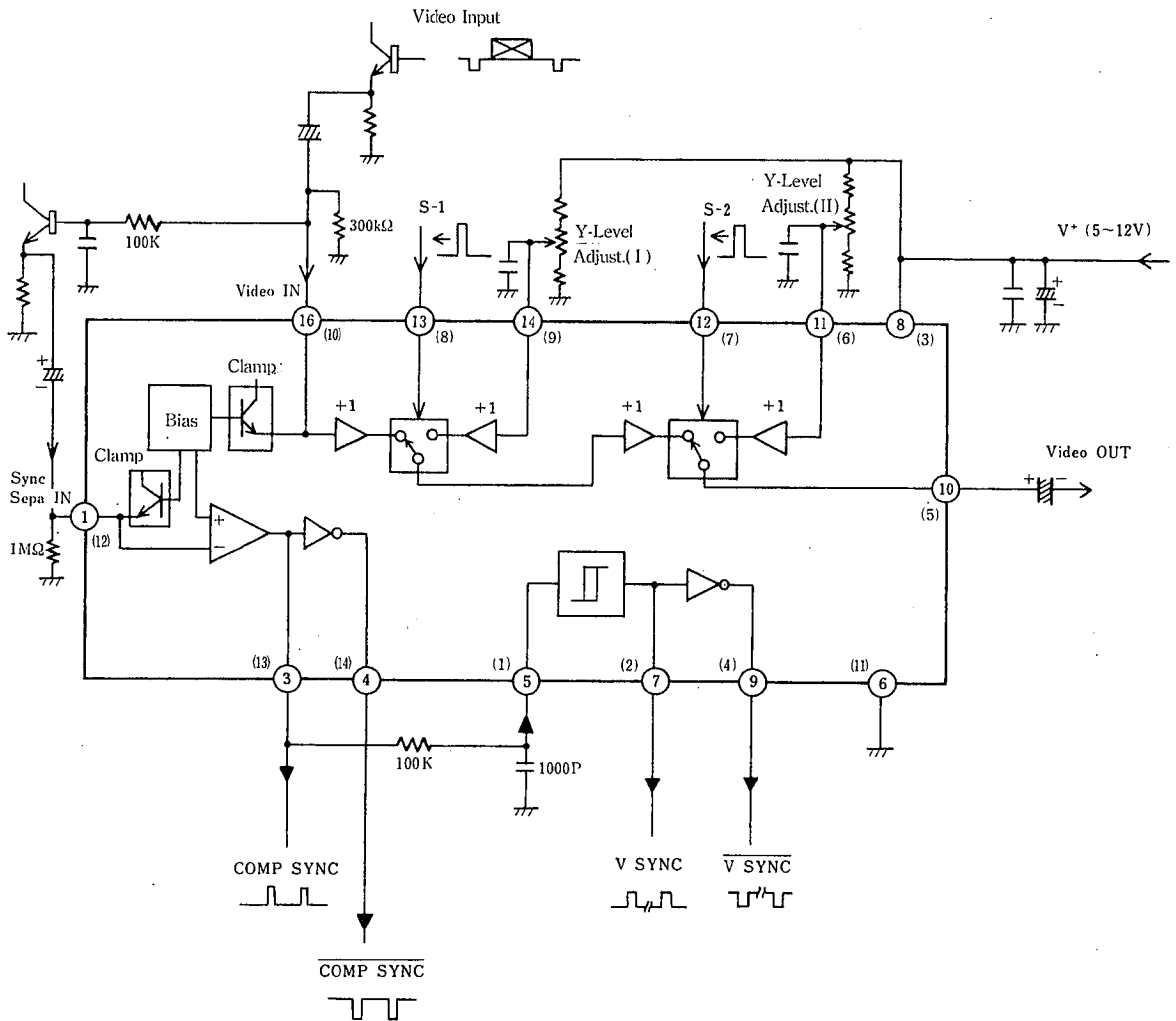 Video Input
100K
300kΩ
S-1
Y-Level
Adjust.(I)
S-2
Y-Level
Adjust.(II)
V⁺ (5~12V)
Video IN
16
(10)
13
(8)
14
(9)
12
(7)
11
(6)
8
(3)
+
−
+
−
Clamp
Bias
+1
+1
+1
+1
Clamp
Sync
Sepa IN
1
(12)
1MΩ
+
−
10
(5)
+ −
Video OUT
(13)
3
(14)
4
(1)
5
(2)
7
(4)
9
(11)
6
100K
1000P
COMP SYNC
COMP SYNC
V SYNC
V SYNC